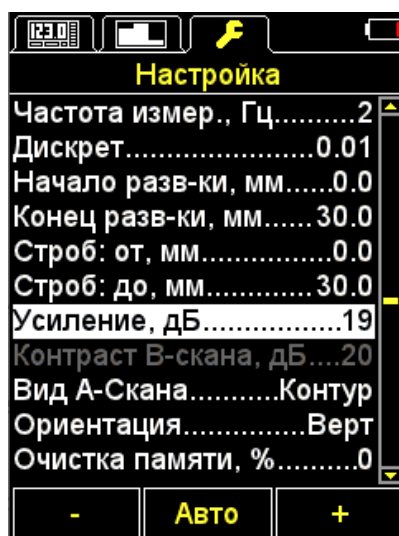 123.0
Настройка
Частота измер., Гц..........2
Дискрет......................0.01
Начало разв-ки, мм......0.0
Конец разв-ки, мм......30.0
Строб: от, мм...............0.0
Строб: до, мм.............30.0
Усиление, дБ................19
Контраст В-скана, дБ....20
Вид А-Скана...........Контур
Ориентация...............Верт
Очистка памяти, %..........0
- Авто +